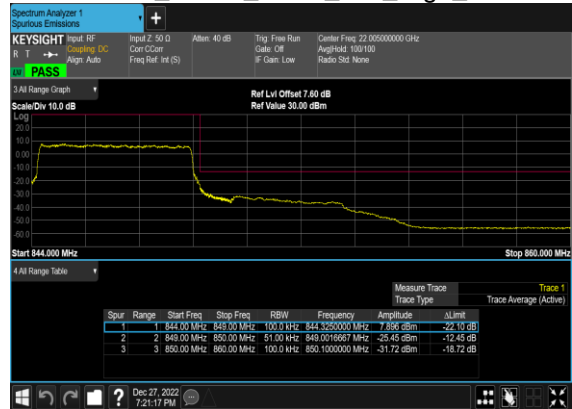 Spectrum Analyzer 1
Spurious Emissions
KEYSIGHT Input: RF Input Z: 50 Ω Atten: 40 dB Trig: Free Run Center Freq: 22.005000000 GHz
R T Coupling: DC Corr CCorr Gate: Off Avg|Hold: 100/100
Align: Auto Freq Ref: Int (S) IF Gain: Low Radio Std: None
PASS
3 All Range Graph
Ref Lvl Offset 7.60 dB
Scale/Div 10.0 dB Ref Value 30.00 dBm
Log
20.0
10.0
0.00
-10.0
-20.0
-30.0
-40.0
-50.0
-60.0
Start 844.000 MHz Stop 860.000 MHz
4 All Range Table
Measure Trace Trace 1
Trace Type Trace Average (Active)
Spur Range Start Freq Stop Freq RBW Frequency Amplitude ΔLimit
1 1 844.00 MHz 849.00 MHz 100.0 kHz 844.3250000 MHz 7.896 dBm -22.10 dB
2 2 849.00 MHz 850.00 MHz 51.00 kHz 849.0016667 MHz -25.45 dBm -12.45 dB
3 3 850.00 MHz 860.00 MHz 100.0 kHz 850.1000000 MHz -31.72 dBm -18.72 dB
? Dec 27, 2022
7:21:17 PM